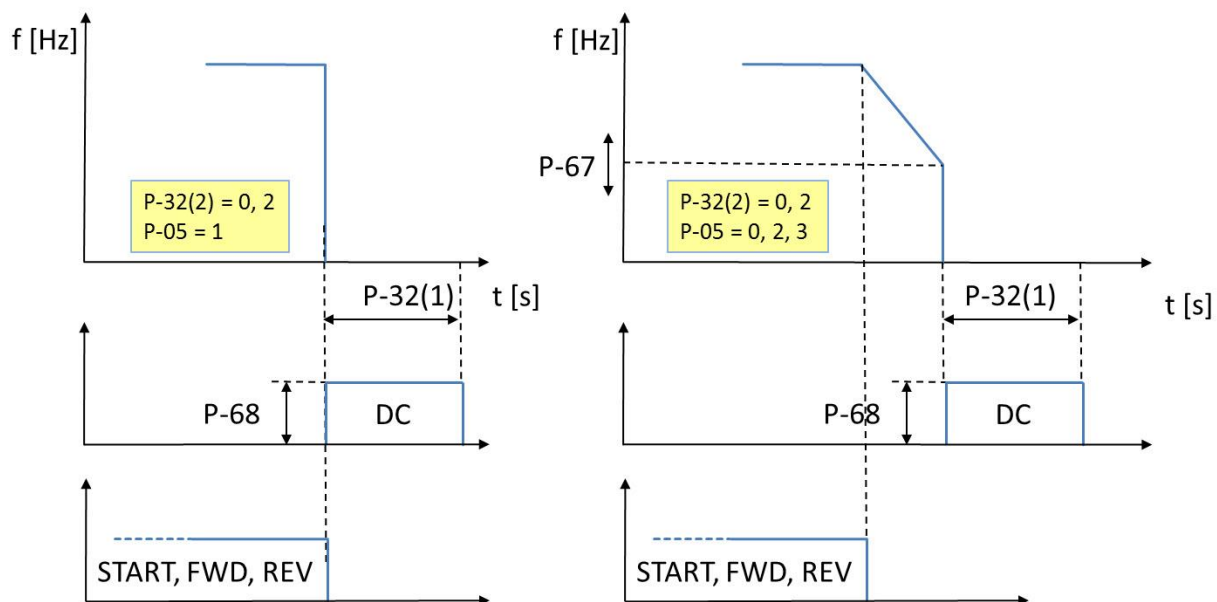 f [Hz]
P-32(2) = 0, 2
P-05 = 1
P-32(1)
t [s]
P-68
DC
START, FWD, REV
f [Hz]
P-67
P-32(2) = 0, 2
P-05 = 0, 2, 3
P-32(1)
t [s]
P-68
DC
START, FWD, REV